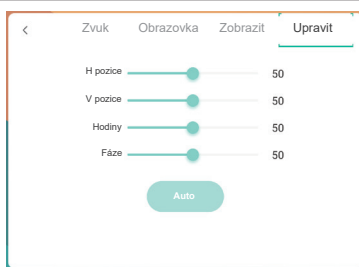 Zvuk Obrazovka Zobrazit Upravit
H pozice 50
V pozice 50
Hodiny 50
Fáze 50
Auto